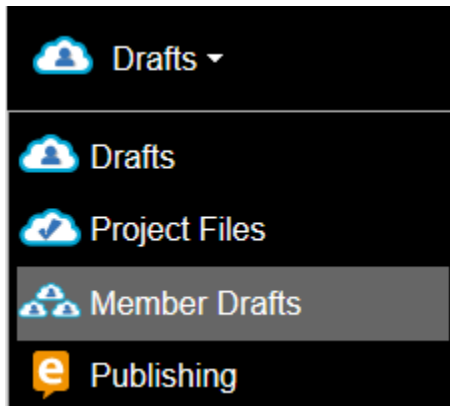 Drafts
Drafts
Project Files
Member Drafts
e Publishing